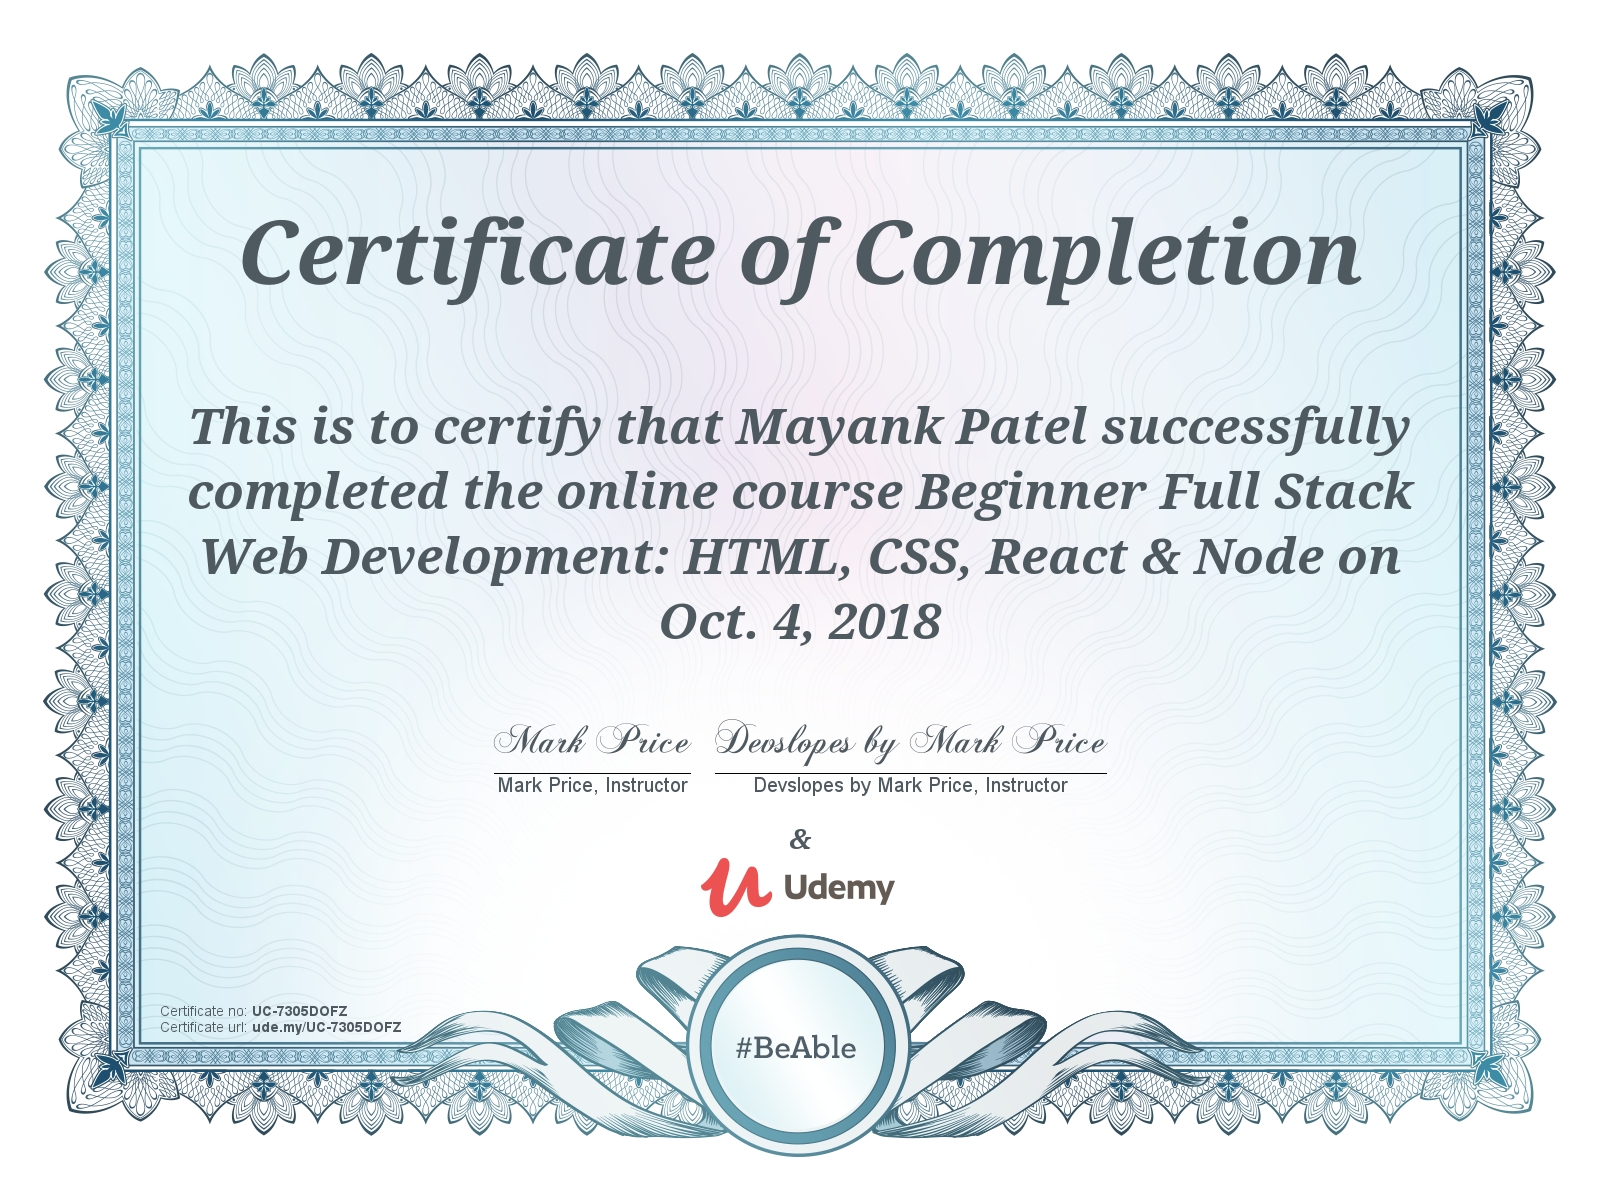 Certificate of Completion
This is to certify that Mayank Patel successfully
completed the online course Beginner Full Stack
Web Development: HTML, CSS, React & Node on
Oct. 4, 2018
Mark Price Devslopes by Mark Price
Mark Price, Instructor Devslopes by Mark Price, Instructor
&
Udemy
Certificate no: UC-7305DOFZ
Certificate url: ude.my/UC-7305DOFZ
#BeAble